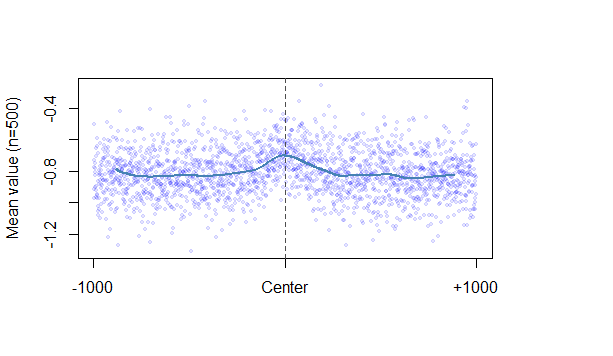 Mean value (n=500)
-0.4
-0.8
-1.2
-1000
Center
+1000